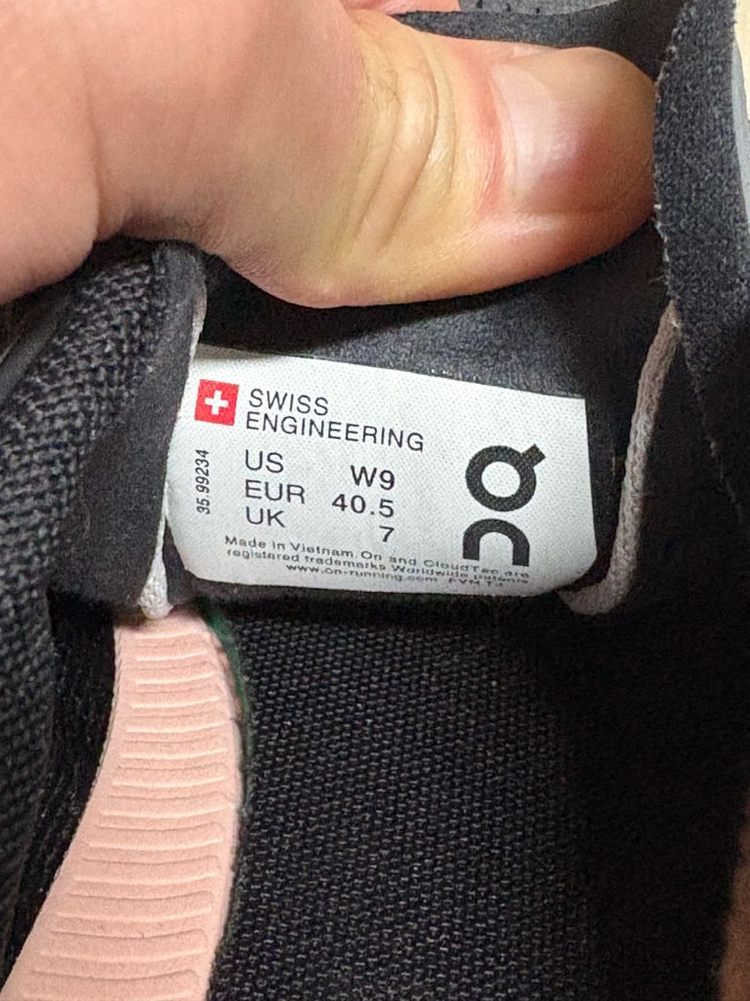 SWISS
ENGINEERING
US W9
EUR 40.5
UK 7
35.99234
Made in Vietnam. On and CloudTec are
registered trademarks Worldwide patents
www.on-running.com
On